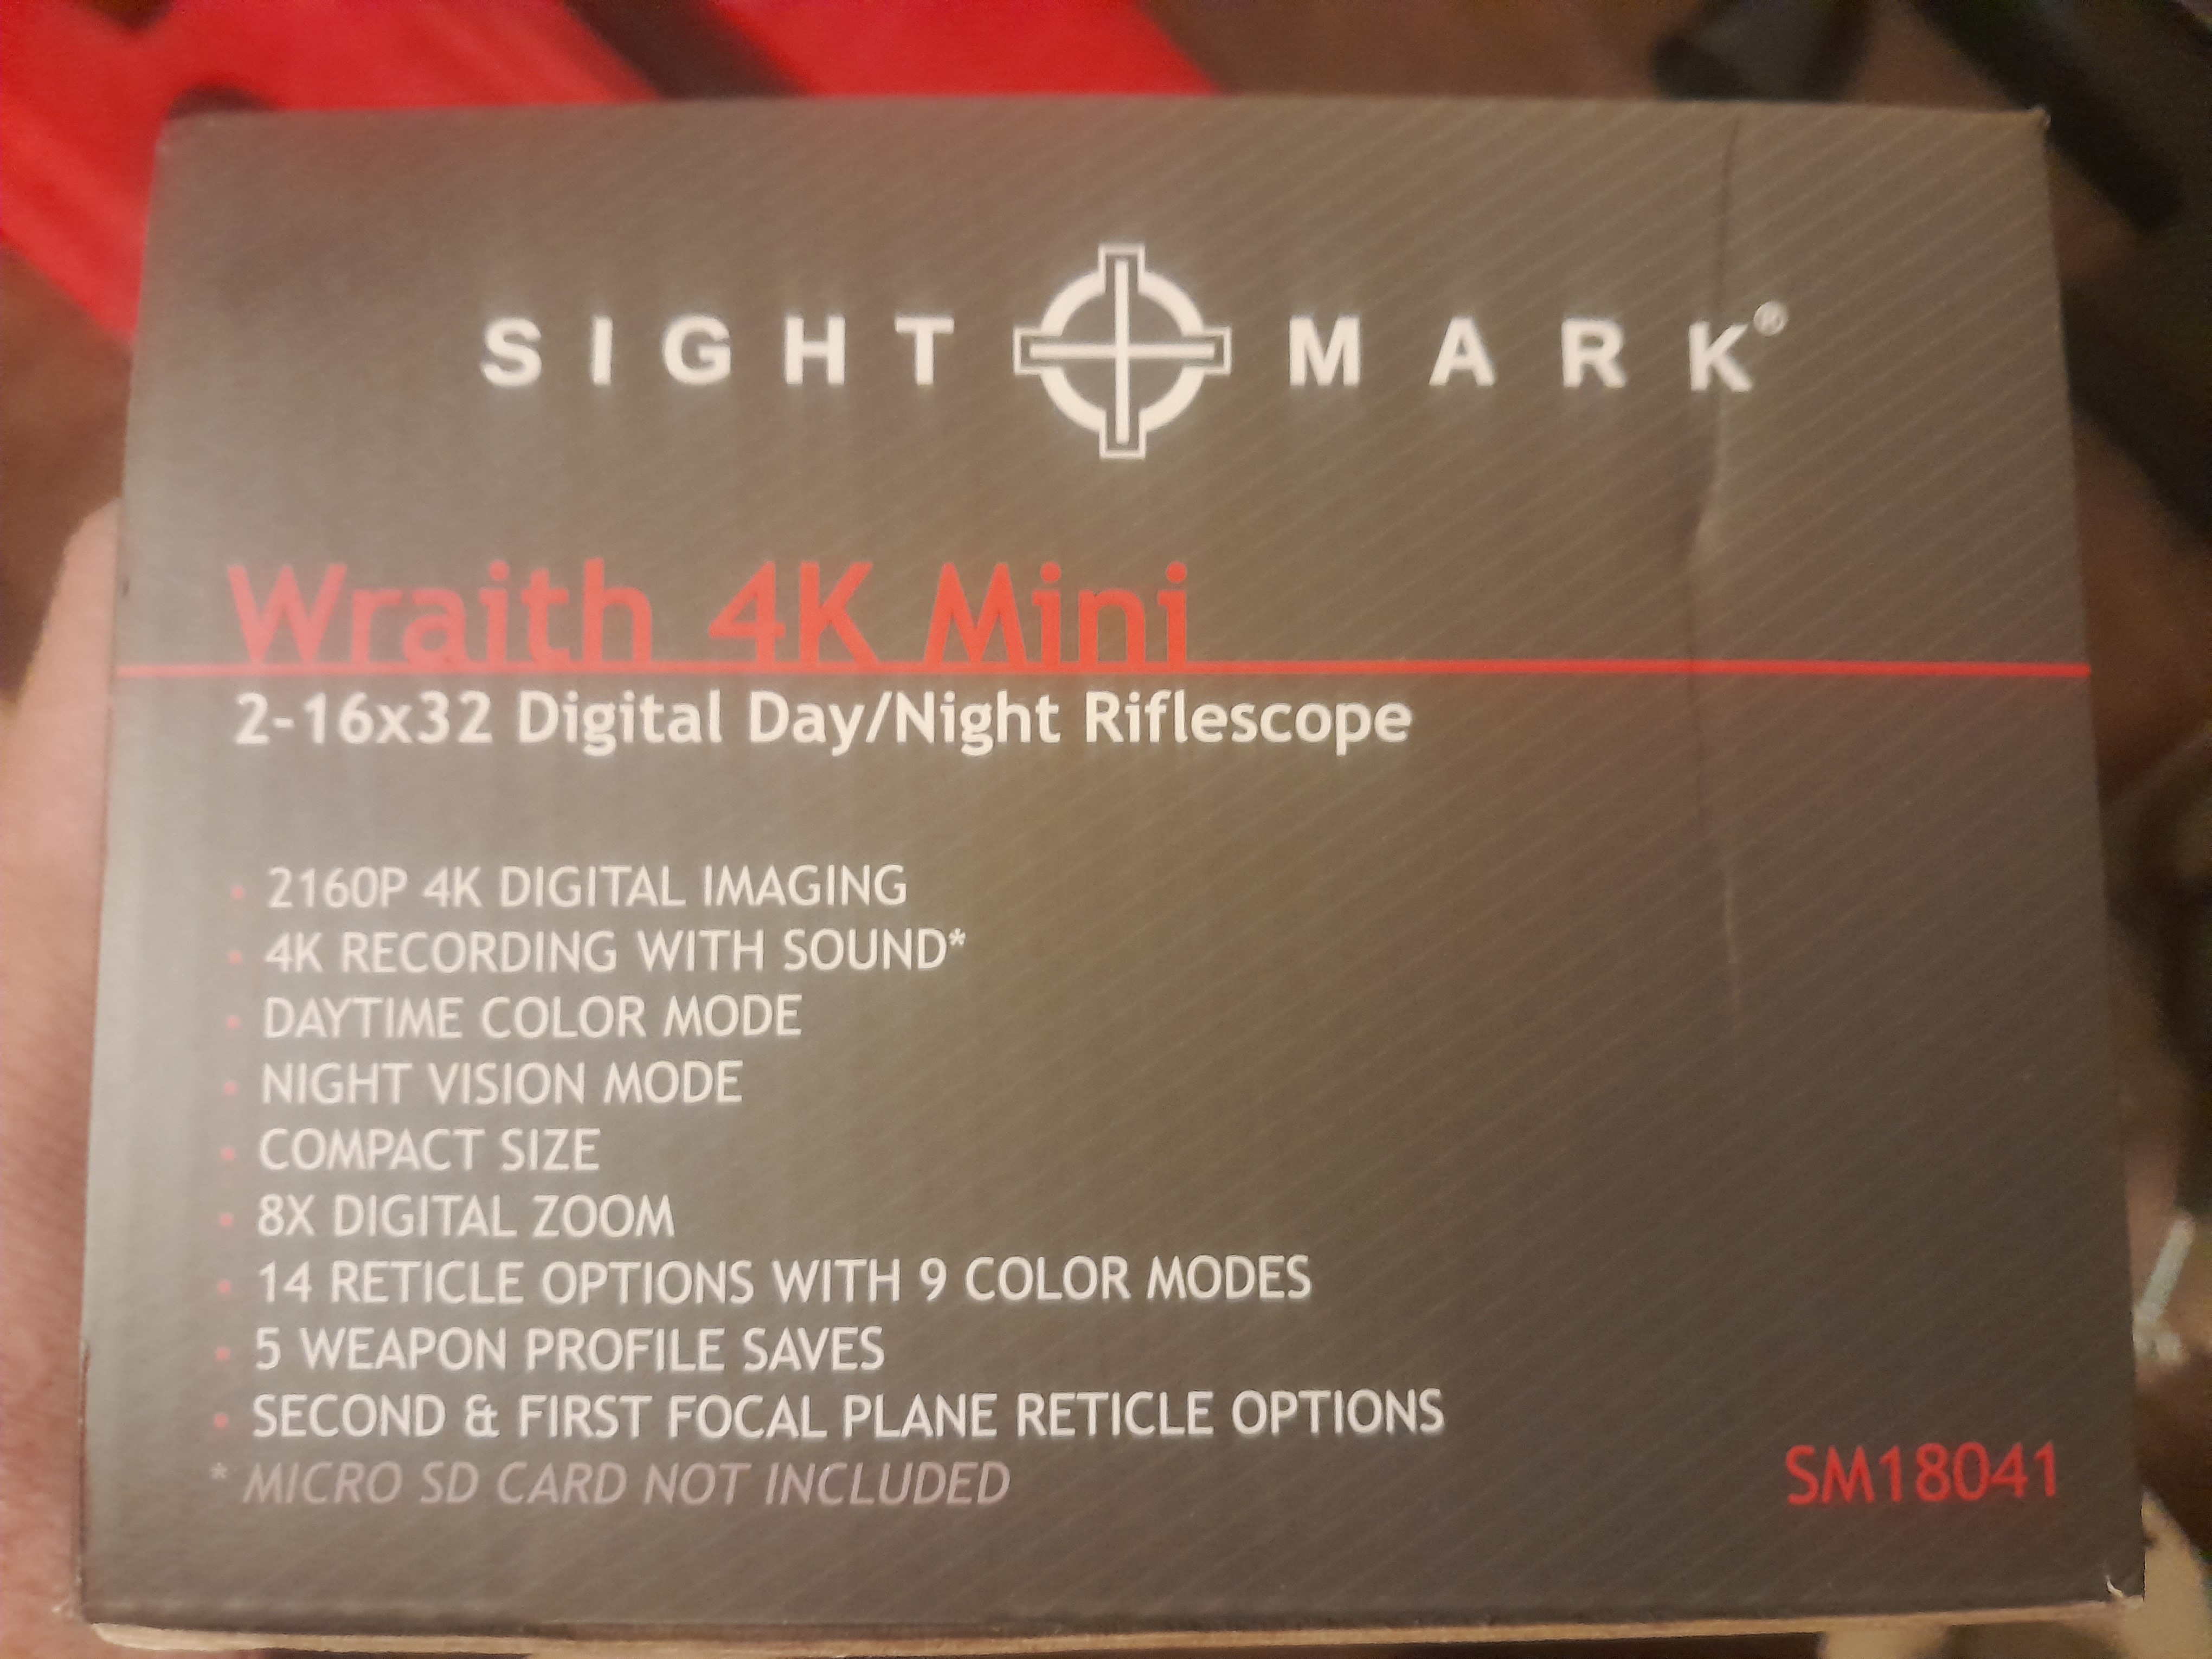 SIGHT MARK®
Wraith 4K Mini
2-16x32 Digital Day/Night Riflescope
• 2160P 4K DIGITAL IMAGING
• 4K RECORDING WITH SOUND*
• DAYTIME COLOR MODE
• NIGHT VISION MODE
• COMPACT SIZE
• 8X DIGITAL ZOOM
• 14 RETICLE OPTIONS WITH 9 COLOR MODES
• 5 WEAPON PROFILE SAVES
• SECOND & FIRST FOCAL PLANE RETICLE OPTIONS
* MICRO SD CARD NOT INCLUDED
SM18041